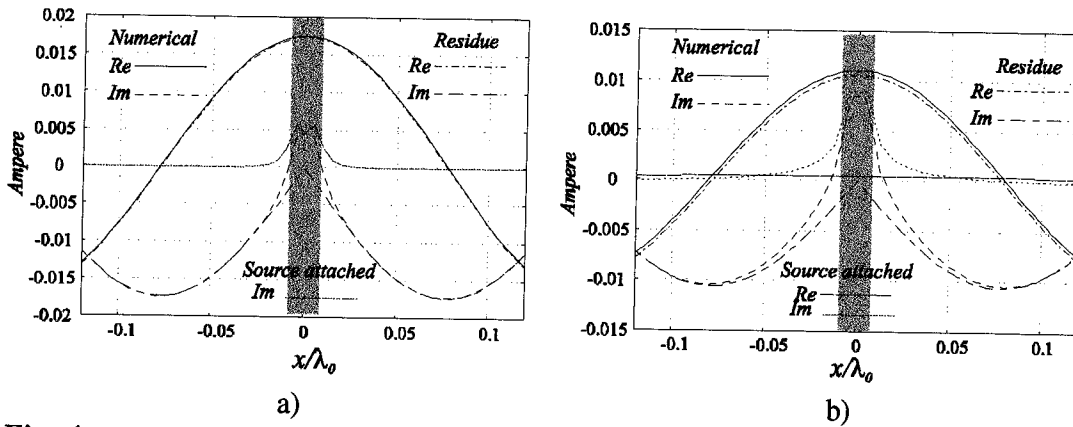 0.02
0.015
0.01
0.005
0
-0.005
-0.01
-0.015
-0.02
Ampere
Numerical
Re
Im
Residue
Re
Im
Source attached
Im
-0.1
-0.05
0
0.05
0.1
x/λ₀
a)
0.015
0.01
0.005
0
-0.005
-0.01
-0.015
Ampere
Numerical
Re
Im
Residue
Re
Im
Source attached
Re
Im
-0.1
-0.05
0
0.05
0.1
x/λ₀
b)